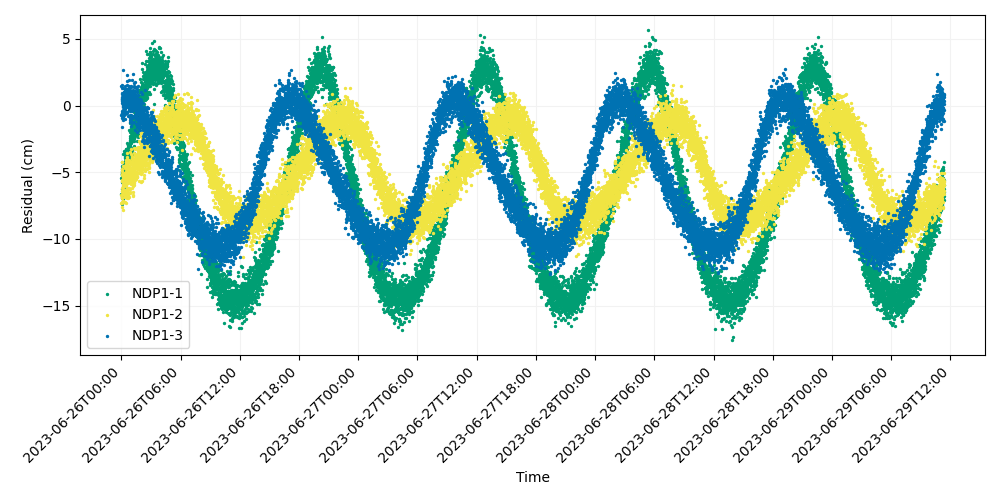 5
0
−5
−10
−15
Residual (cm)
NDP1-1
NDP1-2
NDP1-3
2023-06-26T00:00
2023-06-26T06:00
2023-06-26T12:00
2023-06-26T18:00
2023-06-27T00:00
2023-06-27T06:00
2023-06-27T12:00
2023-06-27T18:00
2023-06-28T00:00
2023-06-28T06:00
2023-06-28T12:00
2023-06-28T18:00
2023-06-29T00:00
2023-06-29T06:00
2023-06-29T12:00
Time